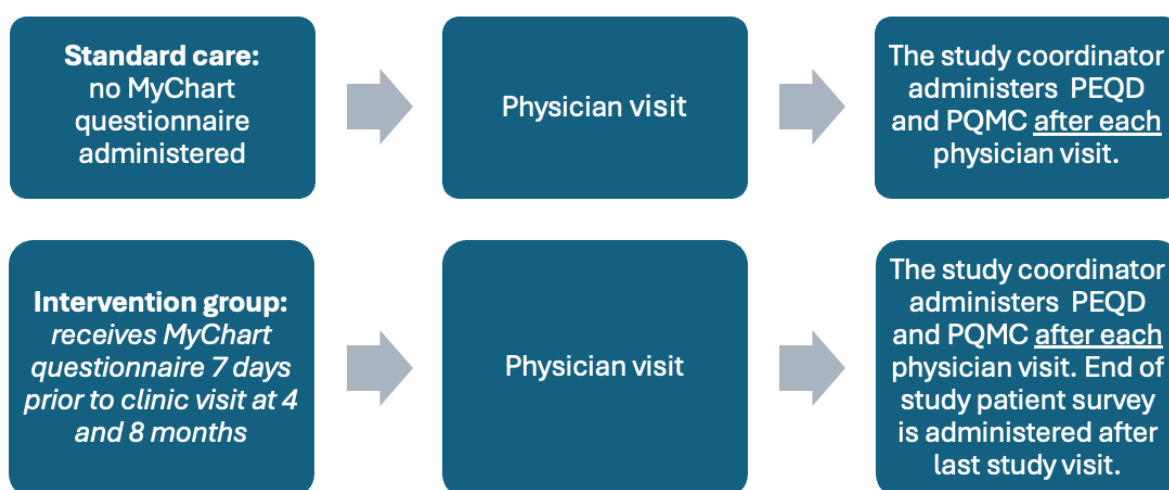 Standard care:
no MyChart
questionnaire
administered
Physician visit
The study coordinator
administers PEQD
and PQMC after each
physician visit.
Intervention group:
receives MyChart
questionnaire 7 days
prior to clinic visit at 4
and 8 months
Physician visit
The study coordinator
administers PEQD
and PQMC after each
physician visit. End of
study patient survey
is administered after
last study visit.